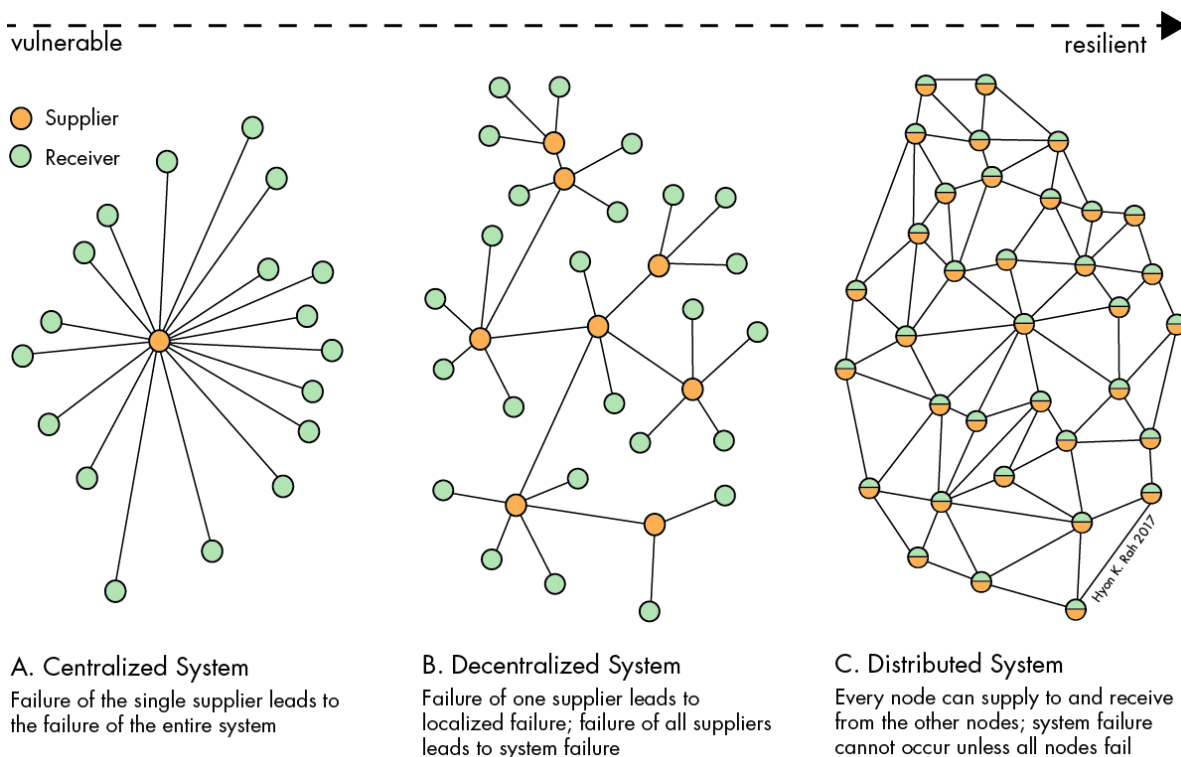 vulnerable
resilient
Supplier
Receiver
Hyon K. Rah 2017
A. Centralized System
Failure of the single supplier leads to
the failure of the entire system
B. Decentralized System
Failure of one supplier leads to
localized failure; failure of all suppliers
leads to system failure
C. Distributed System
Every node can supply to and receive
from the other nodes; system failure
cannot occur unless all nodes fail